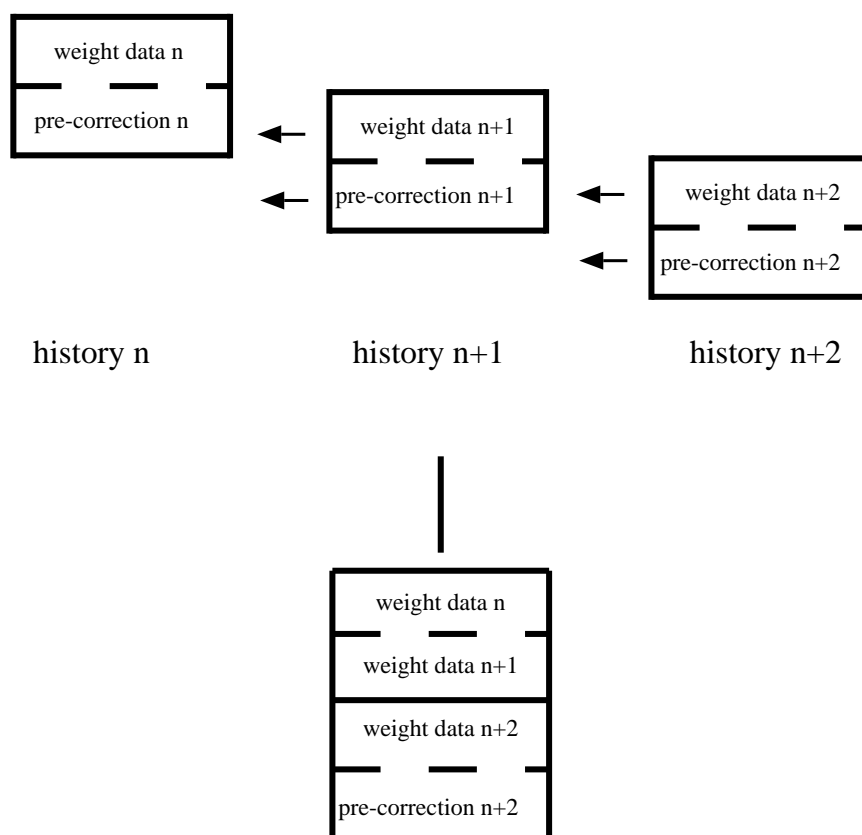 weight data n
pre-correction n
weight data n+1
pre-correction n+1
weight data n+2
pre-correction n+2
history n
history n+1
history n+2
weight data n
weight data n+1
weight data n+2
pre-correction n+2